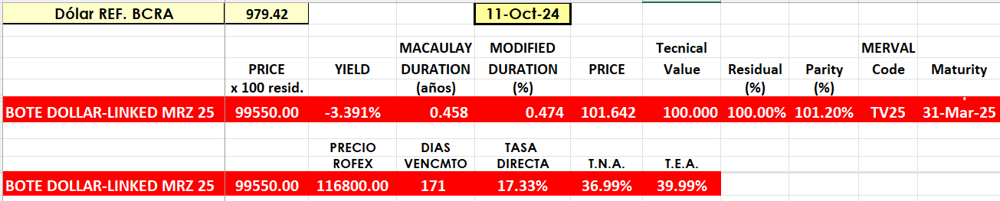 Dólar REF. BCRA 979.42 11-Oct-24
MACAULAY MODIFIED Tecnical MERVAL
PRICE YIELD DURATION DURATION PRICE Value Residual Parity Code Maturity
x 100 resid. (años) (%) (%) (%)
BOTE DOLLAR-LINKED MRZ 25 99550.00 -3.391% 0.458 0.474 101.642 100.000 100.00% 101.20% TV25 31-Mar-25
PRECIO DIAS TASA
ROFEX VENCMTO DIRECTA T.N.A. T.E.A.
BOTE DOLLAR-LINKED MRZ 25 99550.00 116800.00 171 17.33% 36.99% 39.99%